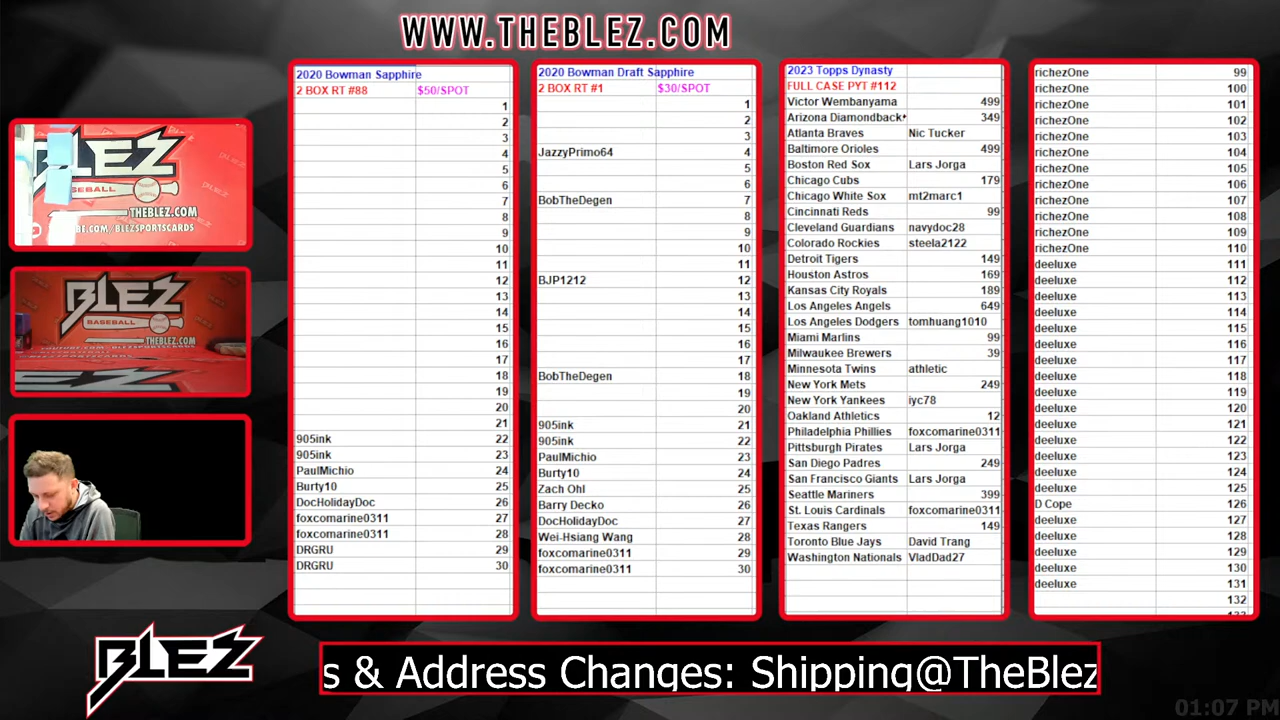 WWW.THEBLEZ.COM
BLEZ
BASEBALL
THEBLEZ.COM
BE.COM/BLEZSPORTSCARDS
BLEZ
BASEBALL
THEBLEZ.COM
2020 Bowman Sapphire
2 BOX RT #88 $50/SPOT
1
2
3
4
5
6
7
8
9
10
11
12
13
14
15
16
17
18
19
20
21
905ink 22
905ink 23
PaulMichio 24
Burty10 25
DocHolidayDoc 26
foxcomarine0311 27
foxcomarine0311 28
DRGRU 29
DRGRU 30
2020 Bowman Draft Sapphire
2 BOX RT #1 $30/SPOT
1
2
3
JazzyPrimo64 4
5
6
BobTheDegen 7
8
9
10
11
BJP1212 12
13
14
15
16
17
BobTheDegen 18
19
20
905ink 21
905ink 22
PaulMichio 23
Burty10 24
Zach Ohl 25
Barry Decko 26
DocHolidayDoc 27
Wei-Hsiang Wang 28
foxcomarine0311 29
foxcomarine0311 30
2023 Topps Dynasty
FULL CASE PYT #112
Victor Wembanyama 499
Arizona Diamondback 349
Atlanta Braves Nic Tucker
Baltimore Orioles 499
Boston Red Sox Lars Jorga
Chicago Cubs 179
Chicago White Sox mt2marc1
Cincinnati Reds 99
Cleveland Guardians navydoc28
Colorado Rockies steela2122
Detroit Tigers 149
Houston Astros 169
Kansas City Royals 189
Los Angeles Angels 649
Los Angeles Dodgers tomhuang1010
Miami Marlins 99
Milwaukee Brewers 39
Minnesota Twins athletic
New York Mets 249
New York Yankees iyc78
Oakland Athletics 12
Philadelphia Phillies foxcomarine0311
Pittsburgh Pirates Lars Jorga
San Diego Padres 249
San Francisco Giants Lars Jorga
Seattle Mariners 399
St. Louis Cardinals foxcomarine0311
Texas Rangers 149
Toronto Blue Jays David Trang
Washington Nationals VladDad27
richezOne 99
richezOne 100
richezOne 101
richezOne 102
richezOne 103
richezOne 104
richezOne 105
richezOne 106
richezOne 107
richezOne 108
richezOne 109
richezOne 110
deeluxe 111
deeluxe 112
deeluxe 113
deeluxe 114
deeluxe 115
deeluxe 116
deeluxe 117
deeluxe 118
deeluxe 119
deeluxe 120
deeluxe 121
deeluxe 122
deeluxe 123
deeluxe 124
deeluxe 125
D Cope 126
deeluxe 127
deeluxe 128
deeluxe 129
deeluxe 130
deeluxe 131
132
BLEZ
s & Address Changes: Shipping@TheBlez
01:07 PM